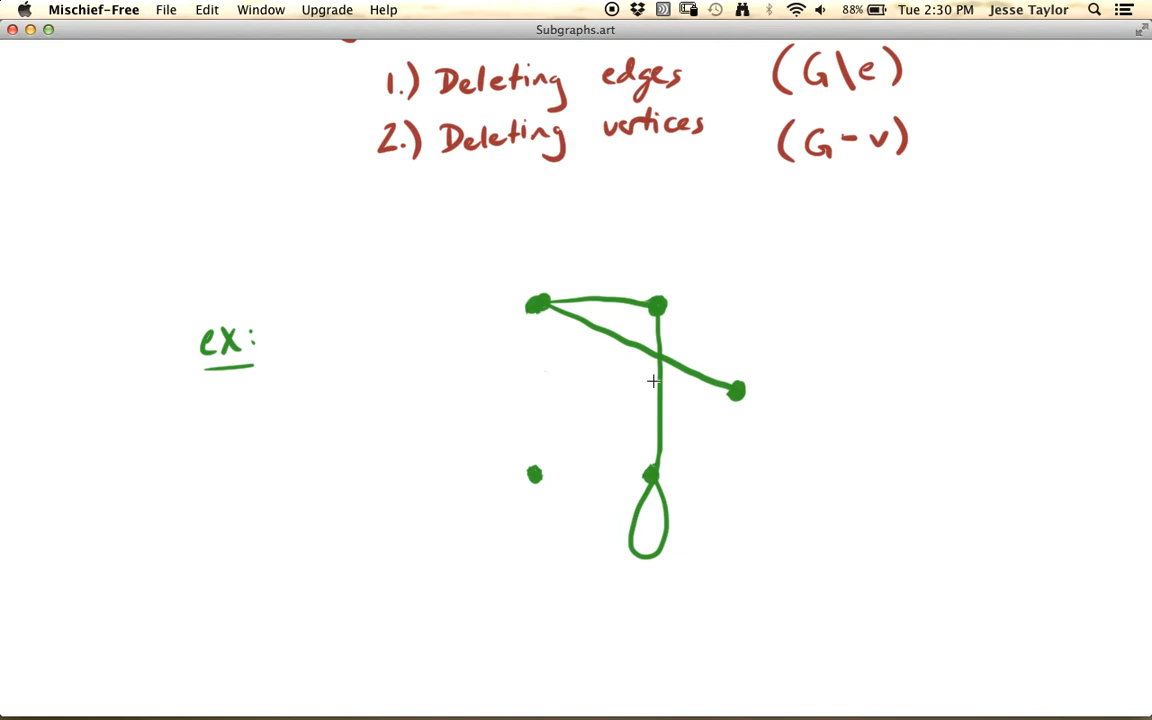 Mischief-Free File Edit Window Upgrade Help 88% Tue 2:30 PM Jesse Taylor
Subgraphs.art
1.) Deleting edges (G\e)
2.) Deleting vertices (G-v)
ex: